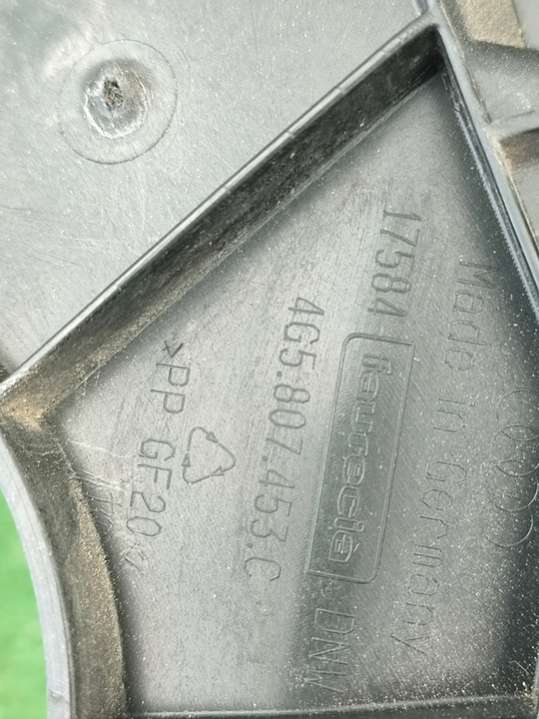 Made in Germany
17584 faurecia DNW
4G5.807.453.C
>PP GF20<